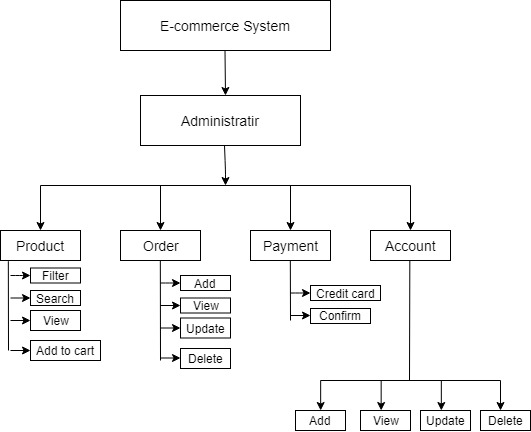 E-commerce System
Administratir
Product
Order
Payment
Account
Filter
Search
View
Add to cart
Add
View
Update
Delete
Credit card
Confirm
Add
View
Update
Delete